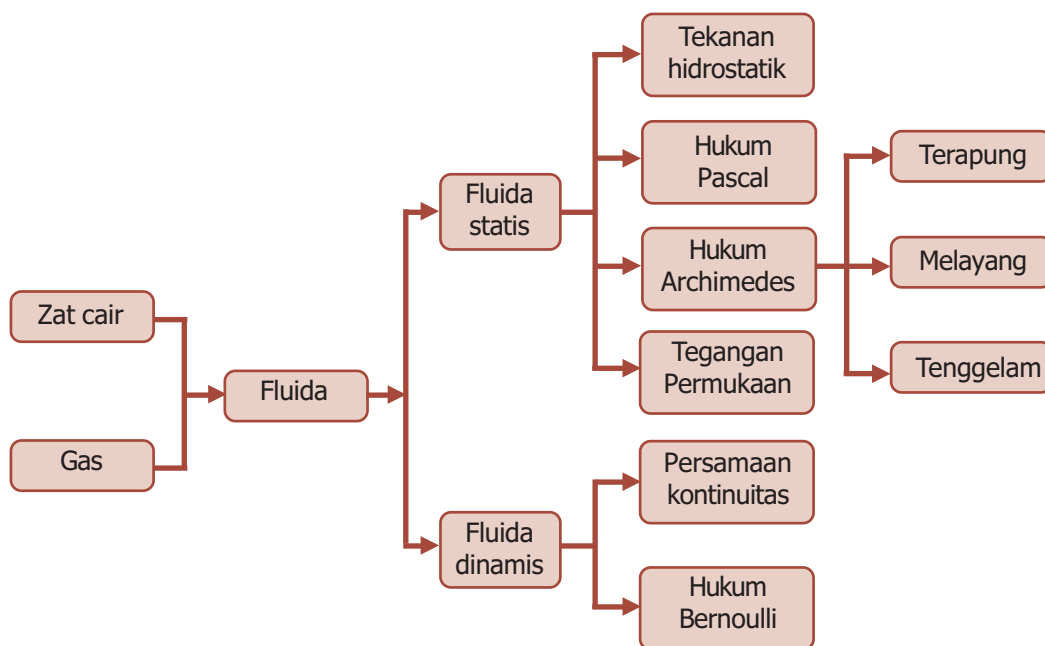 Zat cair
Gas
Fluida
Fluida
statis
Fluida
dinamis
Tekanan
hidrostatik
Hukum
Pascal
Hukum
Archimedes
Tegangan
Permukaan
Persamaan
kontinuitas
Hukum
Bernoulli
Terapung
Melayang
Tenggelam